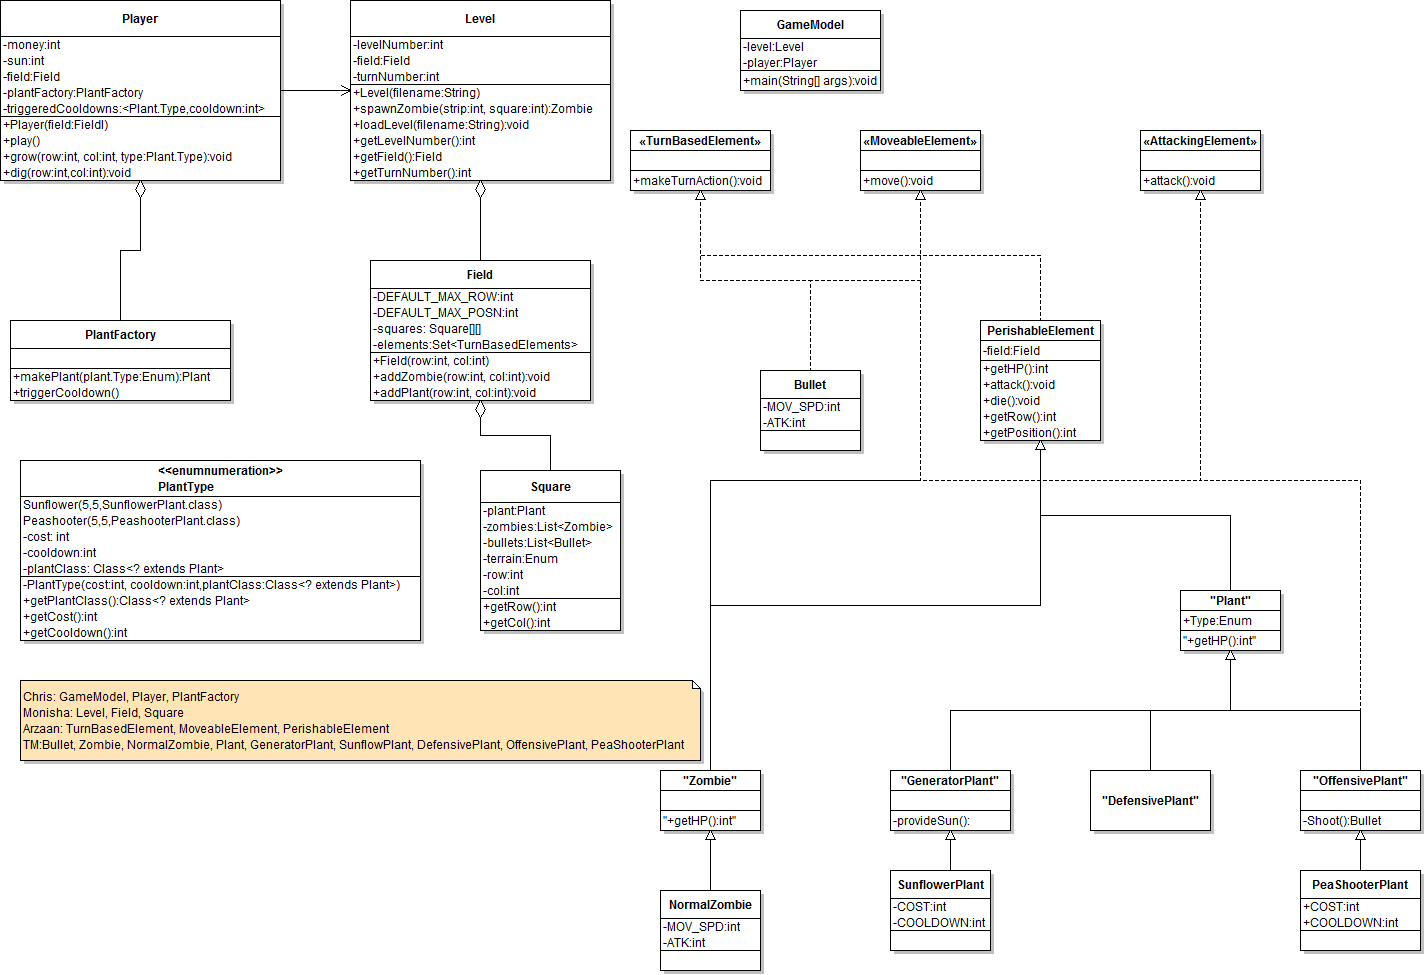 Player
-money:int
-sun:int
-field:Field
-plantFactory:PlantFactory
-triggeredCooldowns:<Plant.Type,cooldown:int>
+Player(field:Fieldl)
+play()
+grow(row:int, col:int, type:Plant.Type):void
+dig(row:int,col:int):void
Level
-levelNumber:int
-field:Field
-turnNumber:int
+Level(filename:String)
+spawnZombie(strip:int, square:int):Zombie
+loadLevel(filename:String):void
+getLevelNumber():int
+getField():Field
+getTurnNumber():int
GameModel
-level:Level
-player:Player
+main(String[] args):void
«TurnBasedElement»
+makeTurnAction():void
«MoveableElement»
+move():void
«AttackingElement»
+attack():void
Field
-DEFAULT_MAX_ROW:int
-DEFAULT_MAX_POSN:int
-squares: Square[][]
-elements:Set<TurnBasedElements>
+Field(row:int, col:int)
+addZombie(row:int, col:int):void
+addPlant(row:int, col:int):void
PlantFactory
+makePlant(plant.Type:Enum):Plant
+triggerCooldown()
PerishableElement
-field:Field
+getHP():int
+attack():void
+die():void
+getRow():int
+getPosition():int
Bullet
-MOV_SPD:int
-ATK:int
<<enumnumeration>>
PlantType
Sunflower(5,5,SunflowerPlant.class)
Peashooter(5,5,PeashooterPlant.class)
-cost: int
-cooldown:int
-plantClass: Class<? extends Plant>
-PlantType(cost:int, cooldown:int,plantClass:Class<? extends Plant>)
+getPlantClass():Class<? extends Plant>
+getCost():int
+getCooldown():int
Square
-plant:Plant
-zombies:List<Zombie>
-bullets:List<Bullet>
-terrain:Enum
-row:int
-col:int
+getRow():int
+getCol():int
"Plant"
+Type:Enum
"+getHP():int"
Chris: GameModel, Player, PlantFactory
Monisha: Level, Field, Square
Arzaan: TurnBasedElement, MoveableElement, PerishableElement
TM:Bullet, Zombie, NormalZombie, Plant, GeneratorPlant, SunflowPlant, DefensivePlant, OffensivePlant, PeaShooterPlant
"Zombie"
"+getHP():int"
"GeneratorPlant"
-provideSun():
"DefensivePlant"
"OffensivePlant"
-Shoot():Bullet
NormalZombie
-MOV_SPD:int
-ATK:int
SunflowerPlant
-COST:int
-COOLDOWN:int
PeaShooterPlant
+COST:int
+COOLDOWN:int